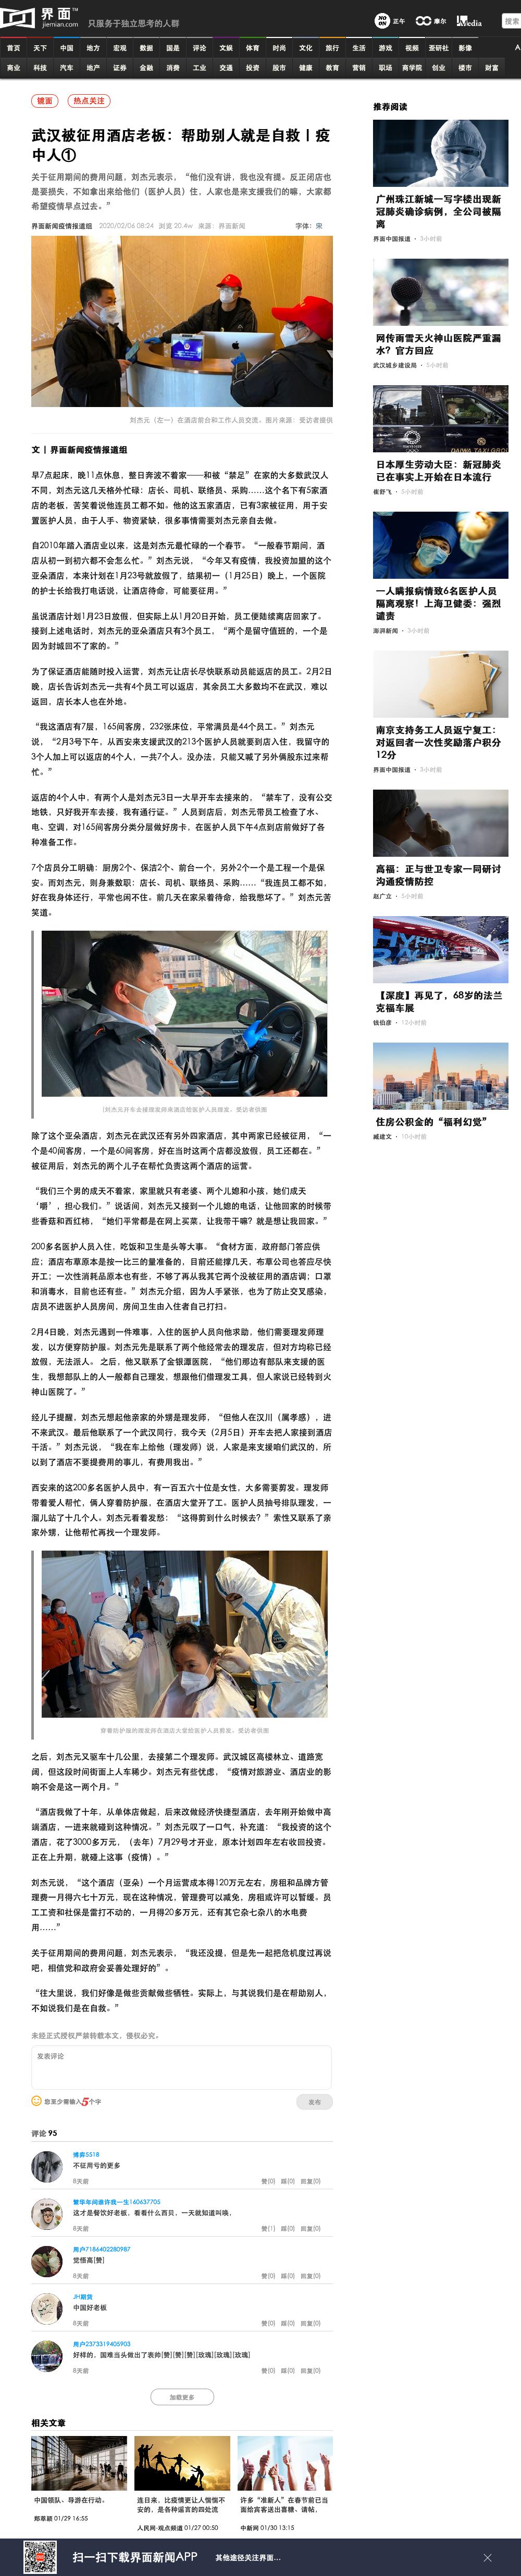 界面™
jiemian.com
只服务于独立思考的人群
NO
ON
正午
摩尔
JMedia
搜索
首页 天下 中国 地方 宏观 数据 国是 评论 文娱 体育 时尚 文化 旅行 生活 游戏 视频 歪研社 影像 A
商业 科技 汽车 地产 证券 金融 消费 工业 交通 投资 股市 健康 教育 营销 职场 商学院 创业 楼市 财富
镜面 热点关注
武汉被征用酒店老板：帮助别人就是自救丨疫
中人①
关于征用期间的费用问题，刘杰元表示，“他们没有讲，我也没有提。反正闭店也
是要损失，不如拿出来给他们（医护人员）住，人家也是来支援我们的嘛，大家都
希望疫情早点过去。”
界面新闻疫情报道组 2020/02/06 08:24 浏览 20.4w 来源：界面新闻 字体：宋
刘杰元（左一）在酒店前台和工作人员交流。图片来源：受访者提供
文 | 界面新闻疫情报道组
早7点起床，晚11点休息，整日奔波不着家——和被“禁足”在家的大多数武汉人
不同，刘杰元这几天格外忙碌：店长、司机、联络员、采购……这个名下有5家酒
店的老板，苦笑着说他连员工都不如。他的这五家酒店，已有3家被征用，用于安
置医护人员，由于人手、物资紧缺，很多事情需要刘杰元亲自去做。
自2010年踏入酒店业以来，这是刘杰元最忙碌的一个春节。“一般春节期间，酒
店从初一到初六都不会怎么忙。”刘杰元说，“今年又有疫情，我投资加盟的这个
亚朵酒店，本来计划在1月23号就放假了，结果初一（1月25日）晚上，一个医院
的护士长给我打电话说，让酒店待命，可能要征用。”
虽说酒店计划1月23日放假，但实际上从1月20日开始，员工便陆续离店回家了。
接到上述电话时，刘杰元的亚朵酒店只有3个员工，“两个是留守值班的，一个是
因为封城回不了家的。”
为了保证酒店能随时投入运营，刘杰元让店长尽快联系动员能返店的员工。2月2日
晚，店长告诉刘杰元一共有4个员工可以返店，其余员工大多数均不在武汉，难以
返回，店长本人也在外地。
“我这酒店有7层，165间客房，232张床位，平常满员是44个员工。”刘杰元
说，“2月3号下午，从西安来支援武汉的213个医护人员就要到店入住，我留守的
3个人加上可以返店的4个人，一共7个人。没办法，只能又喊了另外俩股东过来帮
忙。”
返店的4个人中，有两个人是刘杰元3日一大早开车去接来的，“禁车了，没有公交
地铁，只好我开车去接，我有通行证。”人员到店后，刘杰元带员工检查了水、
电、空调，对165间客房分类分层做好房卡，在医护人员下午4点到店前做好了各
种准备工作。
7个店员分工明确：厨房2个、保洁2个、前台一个，另外2个一个是工程一个是保
安。而刘杰元，则身兼数职：店长、司机、联络员、采购……“我连员工都不如，
好在我身体还行，平常也闲不住。前几天在家呆着待命，给我憋坏了。”刘杰元苦
笑道。
|刘杰元开车去接理发师来酒店给医护人员理发。受访者供图
除了这个亚朵酒店，刘杰元在武汉还有另外四家酒店，其中两家已经被征用，“一
个是40间客房，一个是60间客房，好在当时这两个店都没放假，员工还都在。”
被征用后，刘杰元的两个儿子在帮忙负责这两个酒店的运营。
“我们三个男的成天不着家，家里就只有老婆、两个儿媳和小孩，她们成天
‘嚼’，担心我们。”说话间，刘杰元又接到一个儿媳的电话，让他回家的时候带
些香菇和西红柿，“她们平常都是在网上买菜，让我带干嘛？就是想让我回家。”
200多名医护人员入住，吃饭和卫生是头等大事。“食材方面，政府部门答应供
应；酒店布草原本是按一比三的量准备的，目前还能撑几天，布草公司也答应尽快
开工；一次性消耗品原本也有些，不够了再从我其它两个没被征用的酒店调；口罩
和消毒水，目前也还有些。”刘杰元介绍，因为人手紧张，也为了防止交叉感染，
店员不进医护人员房间，房间卫生由入住者自己打扫。
2月4日晚，刘杰元遇到一件难事，入住的医护人员向他求助，他们需要理发师理
发，以方便穿防护服。刘杰元先是联系了两个他经常去的理发店，但对方均称已经
放假，无法派人。之后，他又联系了金银潭医院，“他们那边有部队来支援的医
生，我想部队上的人一般都自己理发，想跟他们借理发工具，但人家说已经转到火
神山医院了。”
经儿子提醒，刘杰元想起他亲家的外甥是理发师，“但他人在汉川（属孝感），进
不来武汉。最后他联系了一个武汉同行，我今天（2月5日）开车去把人家接到酒店
干活。”刘杰元说，“我在车上给他（理发师）说，人家是来支援咱们武汉的，所
以到了酒店不要提费用的事儿，有费用我出。”
西安来的这200多名医护人员中，有一百五六十位是女性，大多需要剪发。理发师
带着爱人帮忙，俩人穿着防护服，在酒店大堂开了工。医护人员抽号排队理发，一
溜儿站了十几个人。刘杰元看着发愁：“这得剪到什么时候去？”索性又联系了亲
家外甥，让他帮忙再找一个理发师。
穿着防护服的理发师在酒店大堂给医护人员剪发。受访者供图
之后，刘杰元又驱车十几公里，去接第二个理发师。武汉城区高楼林立、道路宽
阔，但这段时间街面上人车稀少。刘杰元有些忧虑，“疫情对旅游业、酒店业的影
响不会是这一两个月。”
“酒店我做了十年，从单体店做起，后来改做经济快捷型酒店，去年刚开始做中高
端酒店，一进来就碰到这种情况。”刘杰元叹了一口气，补充道：“我投资的这个
酒店，花了3000多万元，（去年）7月29号才开业，原本计划四年左右收回投资。
正在上升期，就碰上这事（疫情）。”
刘杰元说，“这个酒店（亚朵）一个月运营成本得120万元左右，房租和品牌方管
理费一月得六七十万元，现在这种情况，管理费可以减免，房租或许可以暂缓。员
工工资和社保是雷打不动的，一月得20多万元，还有其它杂七杂八的水电费
用……”
关于征用期间的费用问题，刘杰元表示，“我还没提，但是先一起把危机度过再说
吧，相信党和政府会妥善处理好的”。
“往大里说，我们好像是做些贡献做些牺牲。实际上，与其说我们是在帮助别人，
不如说我们是在自救。”
未经正式授权严禁转载本文，侵权必究。
发表评论
您至少需输入5个字
发布
评论 95
博弈5518
不征用亏的更多
8天前 赞(0) 踩(0) 回复(0)
繁华年间谁许我一生160637705
这才是餐饮好老板，看看什么西贝，一天就知道叫唤。
8天前 赞(1) 踩(0) 回复(0)
用户7186402280987
觉悟高[赞]
8天前 赞(0) 踩(0) 回复(0)
JH期货
中国好老板
8天前 赞(0) 踩(0) 回复(0)
用户2373319405903
好样的，国难当头做出了表帅[赞][赞][赞][玫瑰][玫瑰][玫瑰]
8天前 赞(0) 踩(0) 回复(0)
加载更多
相关文章
中国领队、导游在行动。
郑萃颖 01/29 16:55
连日来，比疫情更让人惴惴不
安的，是各种谣言的四处流
人民网-观点频道 01/27 00:50
许多“准新人”在春节前已当
面给宾客送出喜糖、请帖，
中新网 01/30 13:15
推荐阅读
广州珠江新城一写字楼出现新
冠肺炎确诊病例，全公司被隔
离
界面中国报道 · 3小时前
网传雨雪天火神山医院严重漏
水？官方回应
武汉城乡建设局 · 5小时前
日本厚生劳动大臣：新冠肺炎
已在事实上开始在日本流行
崔舒飞 · 5小时前
一人瞒报病情致6名医护人员
隔离观察！上海卫健委：强烈
谴责
澎湃新闻 · 3小时前
南京支持务工人员返宁复工：
对返回者一次性奖励落户积分
12分
界面中国报道 · 3小时前
高福：正与世卫专家一同研讨
沟通疫情防控
赵广立 · 5小时前
【深度】再见了，68岁的法兰
克福车展
钱伯彦 · 12小时前
住房公积金的“福利幻觉”
臧建文 · 10小时前
扫一扫下载界面新闻APP 其他途径关注界面…